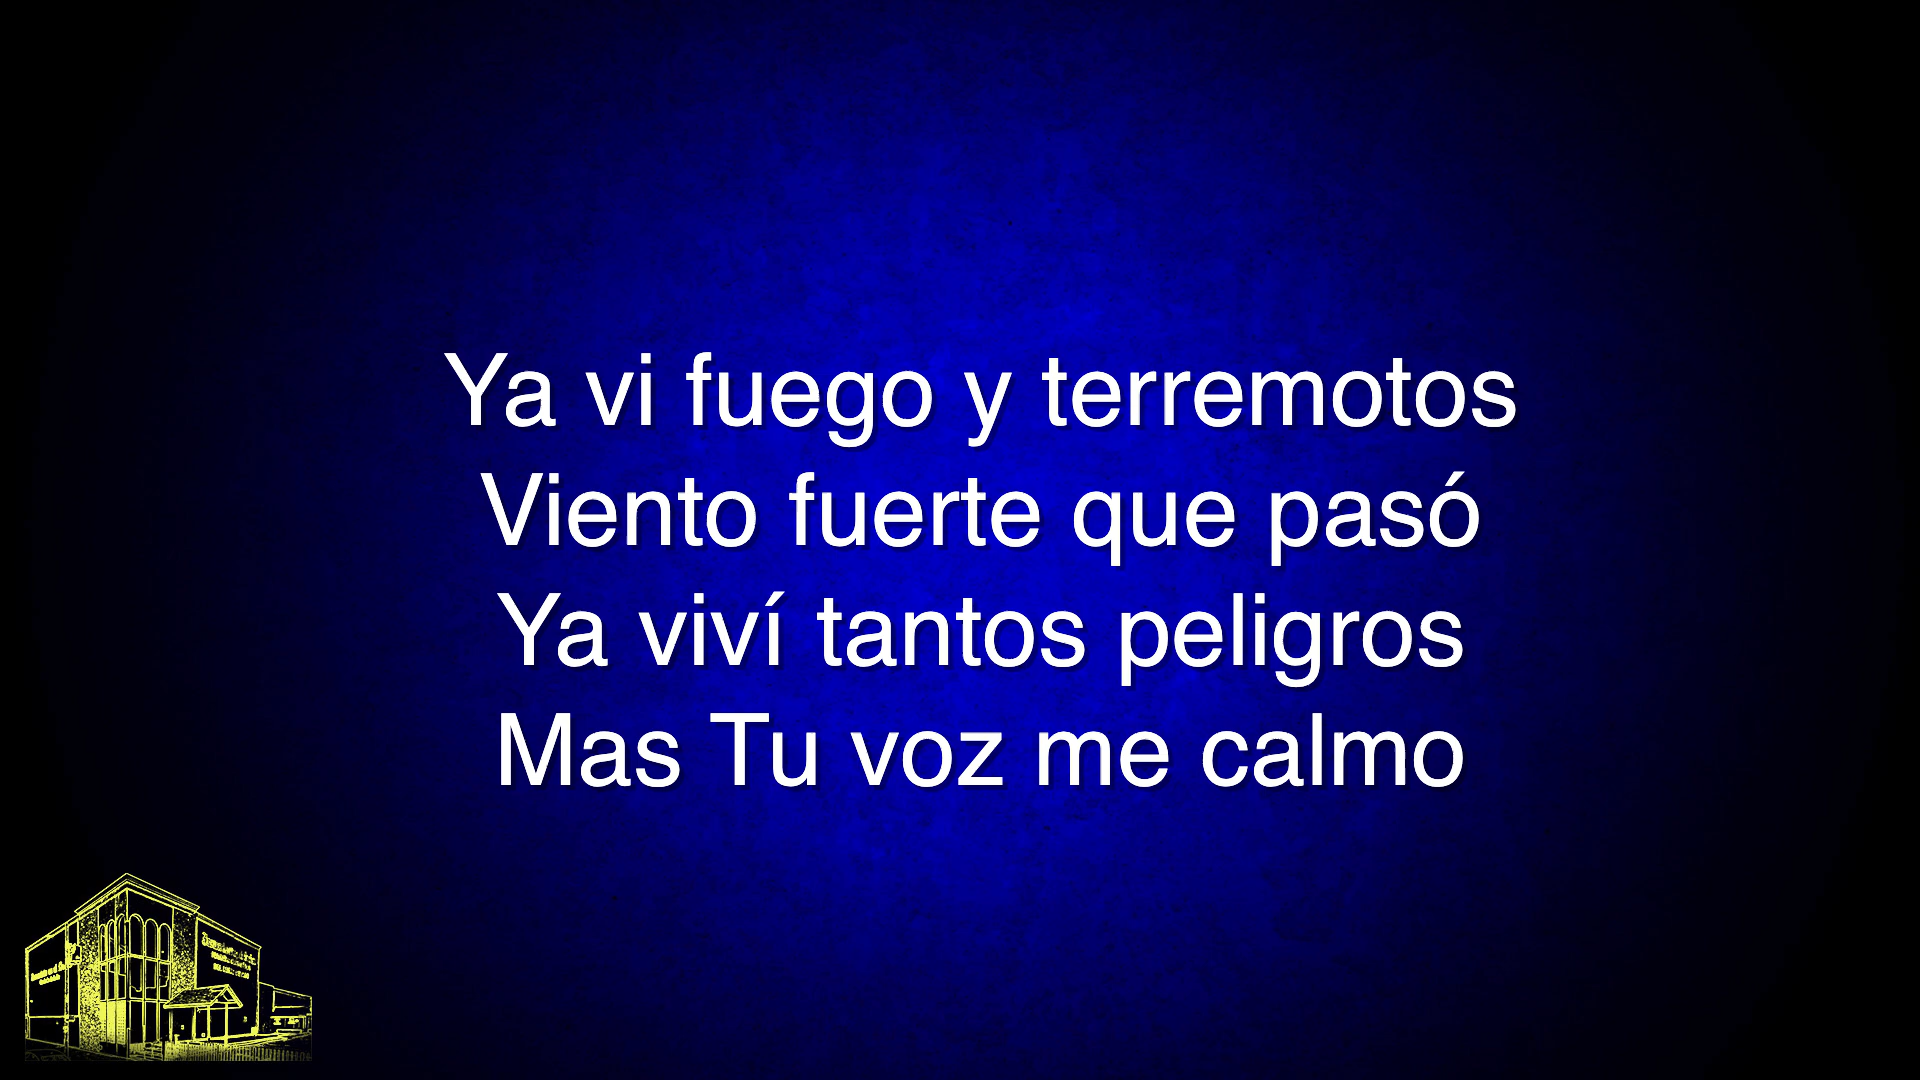 Ya vi fuego y terremotos
Viento fuerte que pasó
Ya viví tantos peligros
Mas Tu voz me calmo